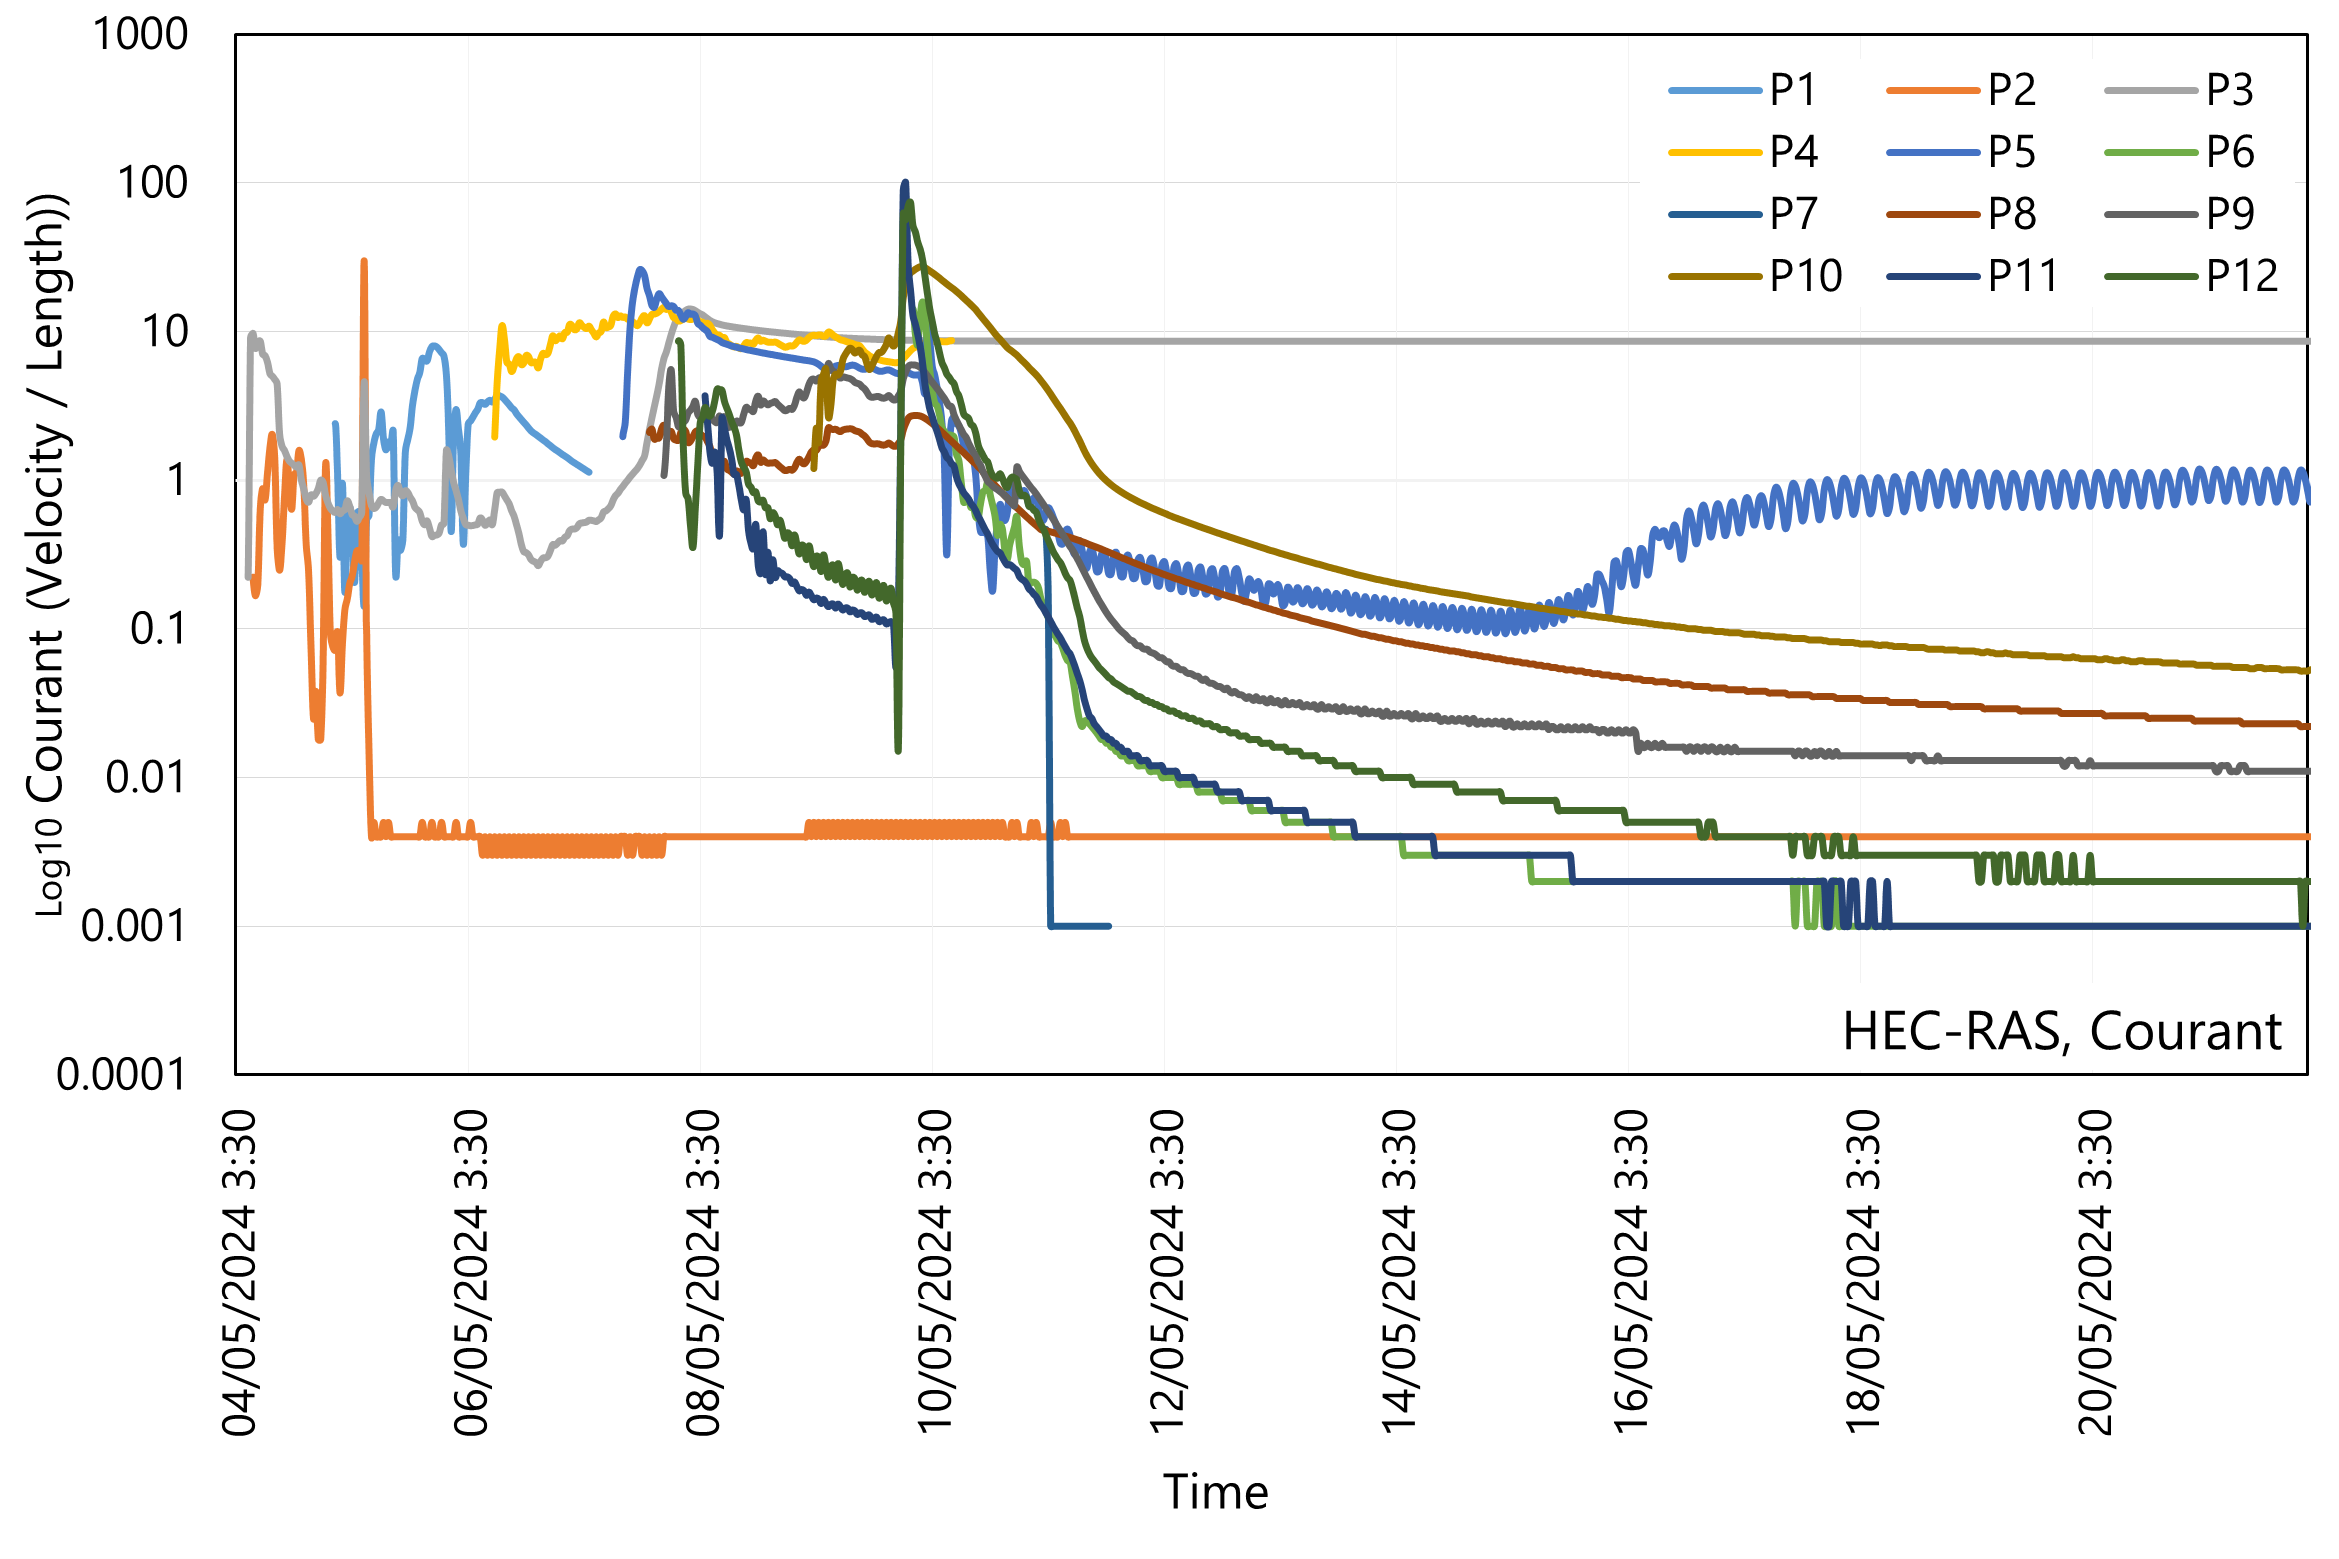 1000
100
10
1
0.1
0.01
0.001
0.0001
Log10 Courant (Velocity / Length))
P1 P2 P3
P4 P5 P6
P7 P8 P9
P10 P11 P12
HEC-RAS, Courant
04/05/2024 3:30
06/05/2024 3:30
08/05/2024 3:30
10/05/2024 3:30
12/05/2024 3:30
14/05/2024 3:30
16/05/2024 3:30
18/05/2024 3:30
20/05/2024 3:30
Time